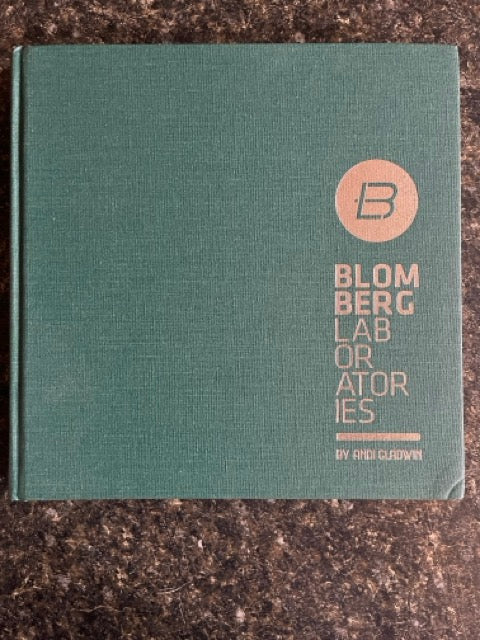 B
BLOM
BERG
LAB
OR
ATOR
IES
BY ANDI GLADWIN